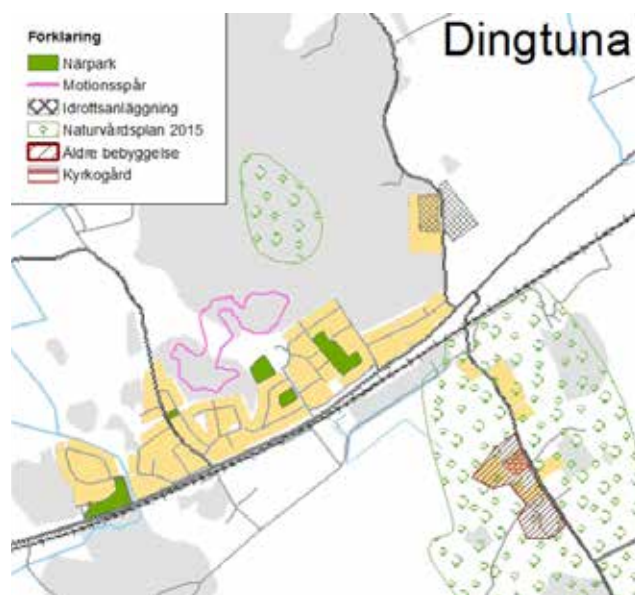 Dingtuna
Förklaring
Närpark
Motionsspår
Idrottsanläggning
Naturvårdsplan 2015
Äldre bebyggelse
Kyrkogård